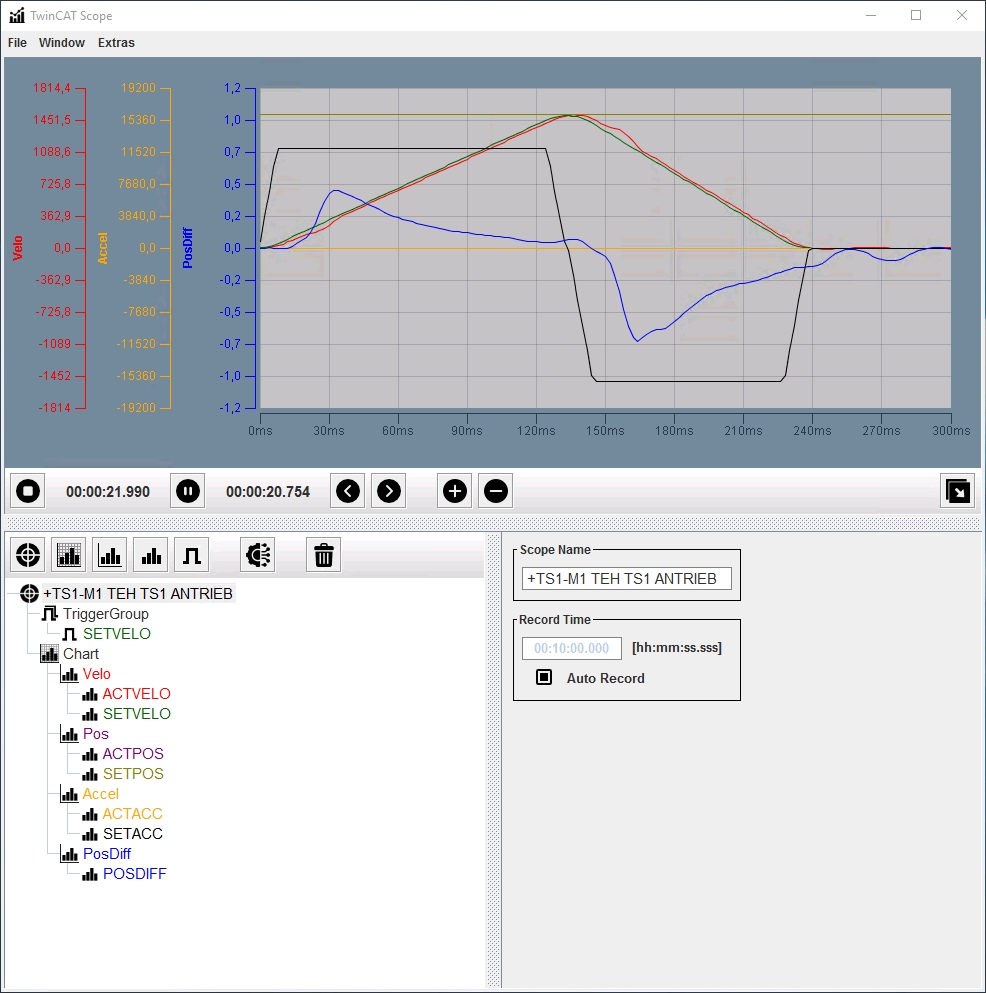 TwinCAT Scope
File Window Extras
1814,4 19200 1,2
1451,5 15360 1,0
1088,6 11520 0,7
725,8 7680,0 0,5
362,9 3840,0 0,2
0,0 0,0 0,0
-362,9 -3840 -0,2
-725,8 -7680 -0,5
-1089 -11520 -0,7
-1452 -15360 -1,0
-1814 -19200 -1,2
Velo
Accel
PosDiff
0ms 30ms 60ms 90ms 120ms 150ms 180ms 210ms 240ms 270ms 300ms
00:00:21.990 00:00:20.754
+TS1-M1 TEH TS1 ANTRIEB
TriggerGroup
SETVELO
Chart
Velo
ACTVELO
SETVELO
Pos
ACTPOS
SETPOS
Accel
ACTACC
SETACC
PosDiff
POSDIFF
Scope Name
+TS1-M1 TEH TS1 ANTRIEB
Record Time
00:10:00.000 [hh:mm:ss.sss]
Auto Record